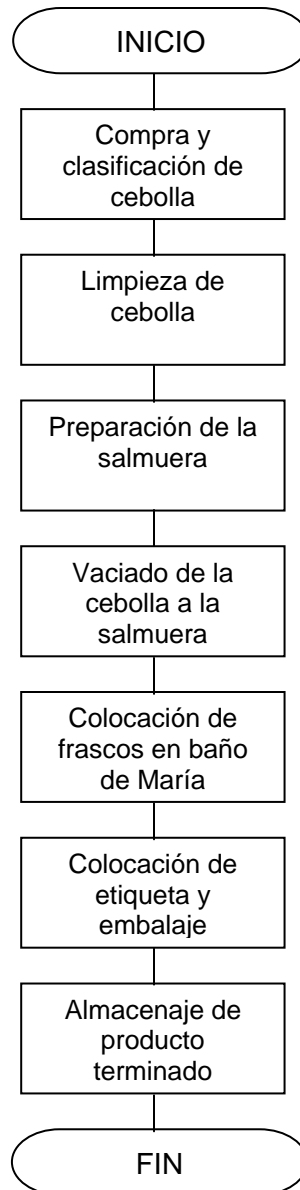 INICIO
Compra y
clasificación de
cebolla
Limpieza de
cebolla
Preparación de la
salmuera
Vaciado de la
cebolla a la
salmuera
Colocación de
frascos en baño
de María
Colocación de
etiqueta y
embalaje
Almacenaje de
producto
terminado
FIN